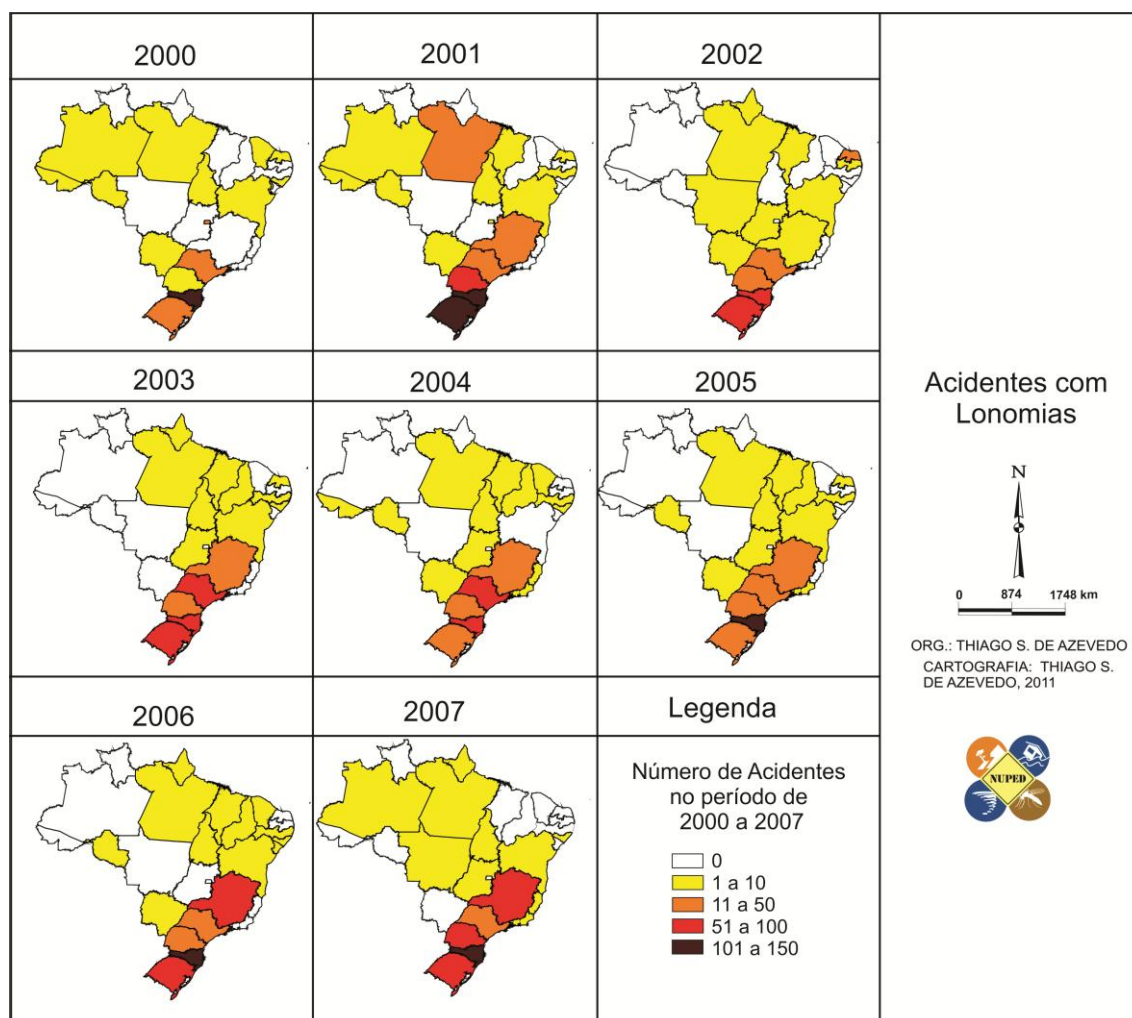 2000
2001
2002
2003
2004
2005
Acidentes com
Lonomias
N
0 874 1748 km
ORG.: THIAGO S. DE AZEVEDO
CARTOGRAFIA: THIAGO S.
DE AZEVEDO, 2011
2006
2007
Legenda
Número de Acidentes
no período de
2000 a 2007
0
1 a 10
11 a 50
51 a 100
101 a 150
NUPED